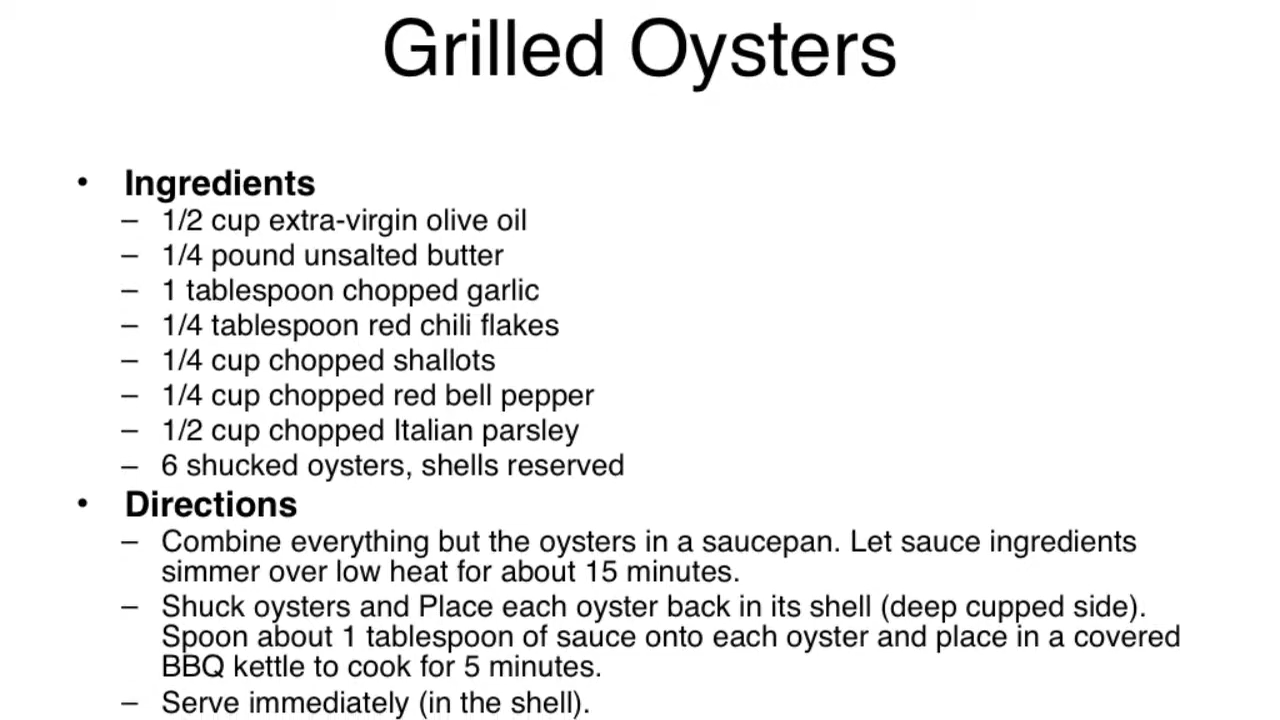 Grilled Oysters
• Ingredients
– 1/2 cup extra-virgin olive oil
– 1/4 pound unsalted butter
– 1 tablespoon chopped garlic
– 1/4 tablespoon red chili flakes
– 1/4 cup chopped shallots
– 1/4 cup chopped red bell pepper
– 1/2 cup chopped Italian parsley
– 6 shucked oysters, shells reserved
• Directions
– Combine everything but the oysters in a saucepan. Let sauce ingredients
simmer over low heat for about 15 minutes.
– Shuck oysters and Place each oyster back in its shell (deep cupped side).
Spoon about 1 tablespoon of sauce onto each oyster and place in a covered
BBQ kettle to cook for 5 minutes.
– Serve immediately (in the shell).